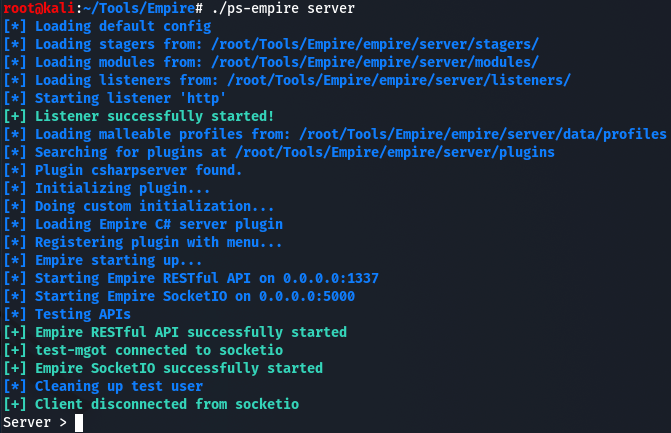 root@kali:~/Tools/Empire# ./ps-empire server
[*] Loading default config
[*] Loading stagers from: /root/Tools/Empire/empire/server/stagers/
[*] Loading modules from: /root/Tools/Empire/empire/server/modules/
[*] Loading listeners from: /root/Tools/Empire/empire/server/listeners/
[*] Starting listener 'http'
[+] Listener successfully started!
[*] Loading malleable profiles from: /root/Tools/Empire/empire/server/data/profiles
[*] Searching for plugins at /root/Tools/Empire/empire/server/plugins
[*] Plugin csharpserver found.
[*] Initializing plugin...
[*] Doing custom initialization...
[*] Loading Empire C# server plugin
[*] Registering plugin with menu...
[*] Empire starting up...
[*] Starting Empire RESTful API on 0.0.0.0:1337
[*] Starting Empire SocketIO on 0.0.0.0:5000
[*] Testing APIs
[+] Empire RESTful API successfully started
[+] test-mgot connected to socketio
[+] Empire SocketIO successfully started
[*] Cleaning up test user
[+] Client disconnected from socketio
Server >